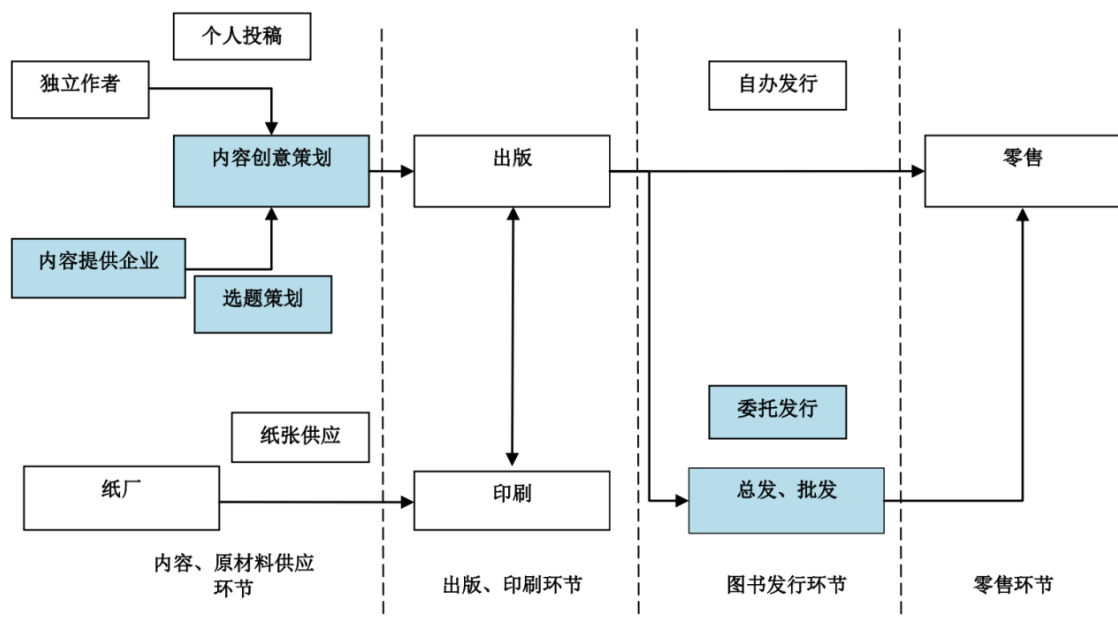 个人投稿
独立作者
自办发行
内容创意策划
出版
零售
内容提供企业
选题策划
委托发行
纸张供应
纸厂
印刷
总发、批发
内容、原材料供应
环节
出版、印刷环节
图书发行环节
零售环节